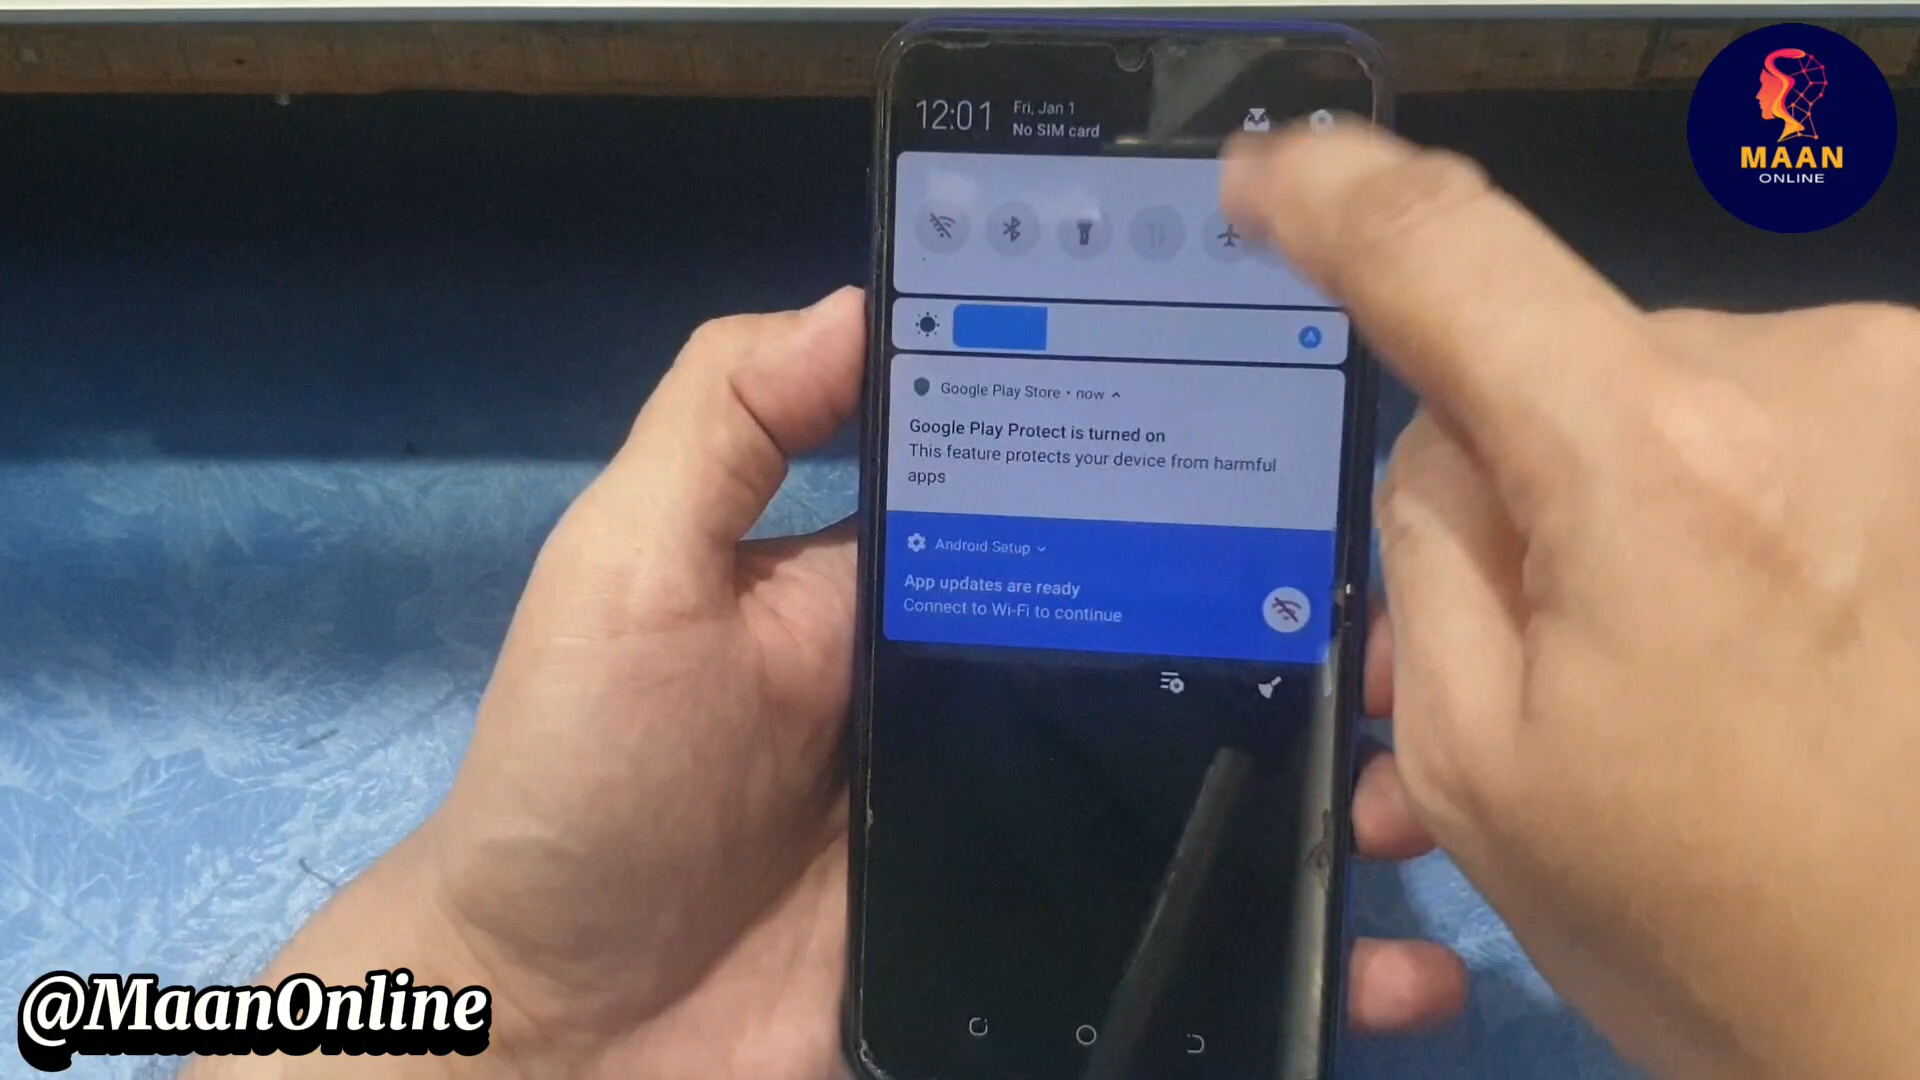 12:01
Fri, Jan 1
No SIM card
MAAN
ONLINE
Google Play Store • now
Google Play Protect is turned on
This feature protects your device from harmful
apps
Android Setup
App updates are ready
Connect to Wi-Fi to continue
@MaanOnline